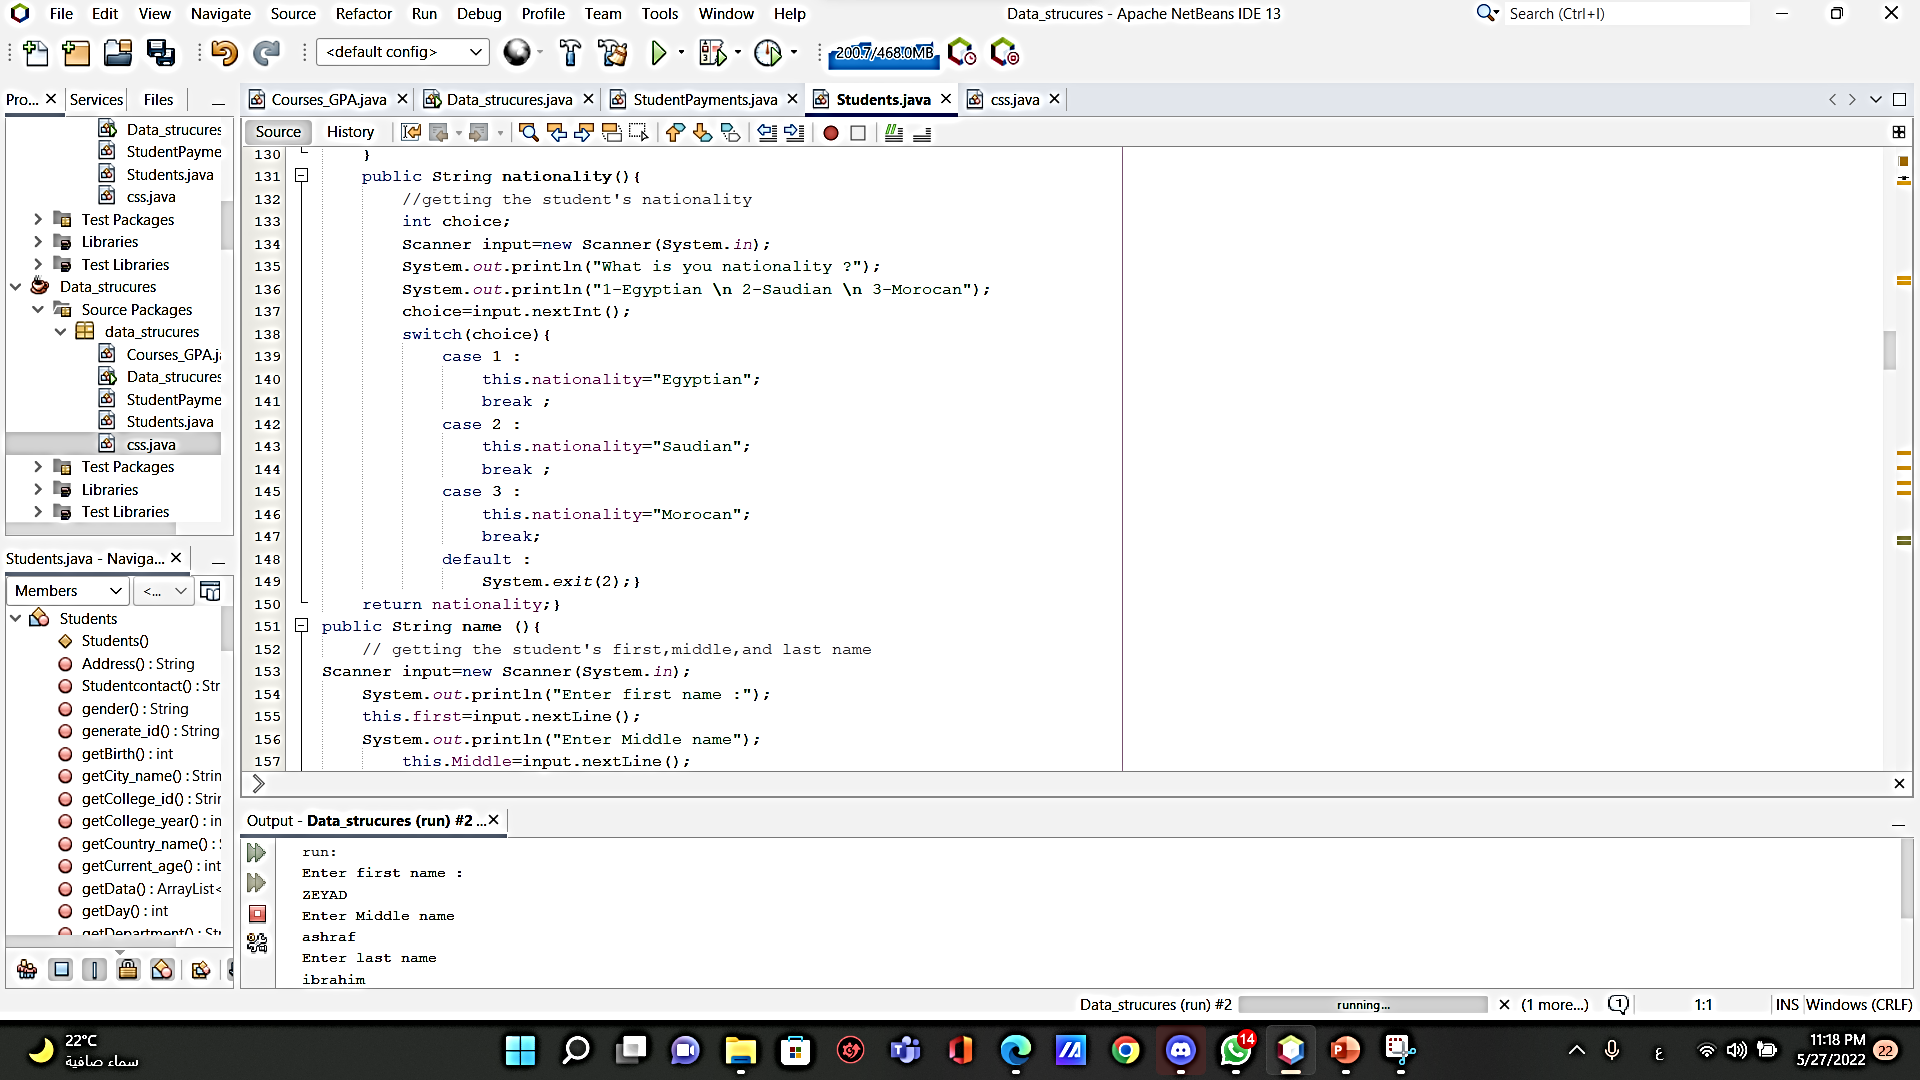 File Edit View Navigate Source Refactor Run Debug Profile Team Tools Window Help
Data_strucures - Apache NetBeans IDE 13
Search (Ctrl+I)
<default config>
200.7/468.0MB
Pro... Services Files
Courses_GPA.java Data_strucures.java StudentPayments.java Students.java css.java
Source History
Data_strucures
StudentPayme
Students.java
css.java
Test Packages
Libraries
Test Libraries
Data_strucures
Source Packages
data_strucures
Courses_GPA.ja
Data_strucures
StudentPayme
Students.java
css.java
Test Packages
Libraries
Test Libraries
130 }
131 public String nationality(){
132 //getting the student's nationality
133 int choice;
134 Scanner input=new Scanner(System.in);
135 System.out.println("What is you nationality ?");
136 System.out.println("1-Egyptian \n 2-Saudian \n 3-Morocan");
137 choice=input.nextInt();
138 switch(choice){
139 case 1 :
140 this.nationality="Egyptian";
141 break ;
142 case 2 :
143 this.nationality="Saudian";
144 break ;
145 case 3 :
146 this.nationality="Morocan";
147 break;
148 default :
149 System.exit(2);}
150 return nationality;}
151 public String name (){
152 // getting the student's first,middle,and last name
153 Scanner input=new Scanner(System.in);
154 System.out.println("Enter first name :");
155 this.first=input.nextLine();
156 System.out.println("Enter Middle name");
157 this.Middle=input.nextLine();
Students.java - Naviga...
Members <...
Students
Students()
Address() : String
Studentcontact() : Str
gender() : String
generate_id() : String
getBirth() : int
getCity_name() : Strin
getCollege_id() : Strin
getCollege_year() : in
getCountry_name() : S
getCurrent_age() : int
getData() : ArrayList<
getDay() : int
getDepartment() : Str
Output - Data_strucures (run) #2 ...
run:
Enter first name :
ZEYAD
Enter Middle name
ashraf
Enter last name
ibrahim
Data_strucures (run) #2 running... (1 more...) 1 1:1 INS Windows (CRLF)
22°C
سماء صافية
14
ع
11:18 PM
5/27/2022
22